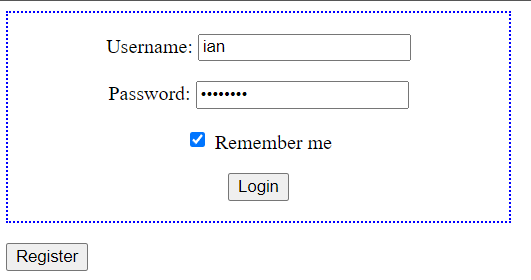 Username: ian
Password: ••••••••
Remember me
Login
Register